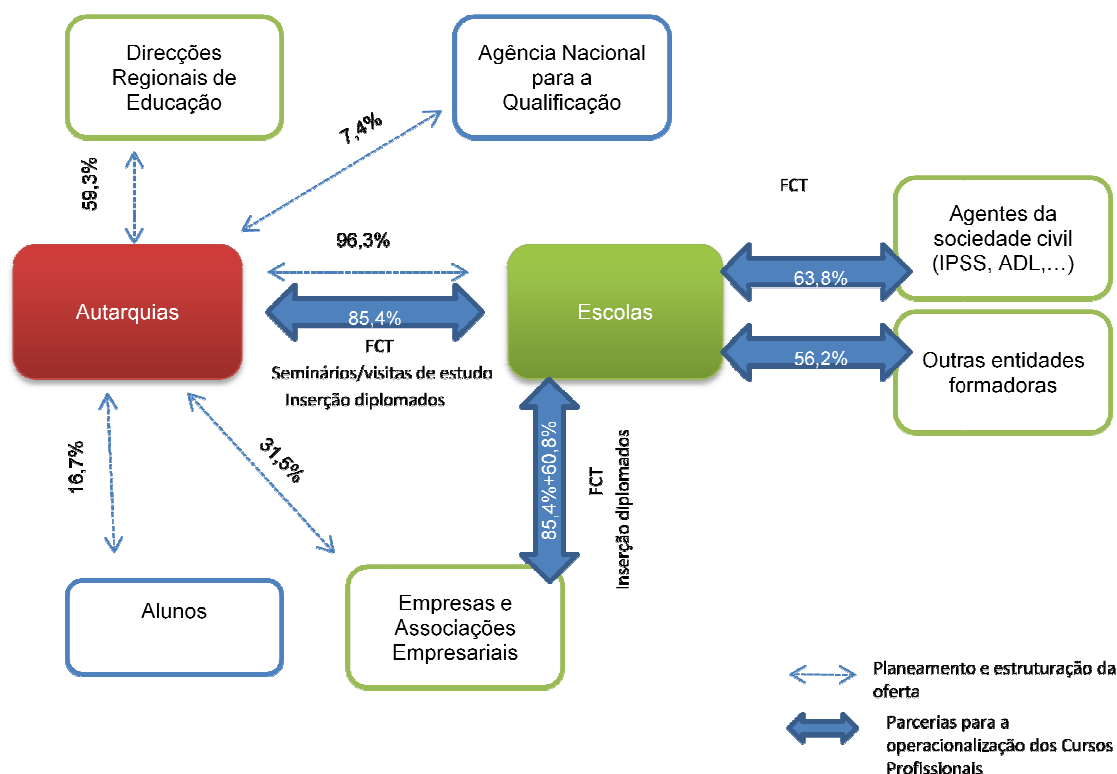 Direcções
Regionais de
Educação
Agência Nacional
para a
Qualificação
7,4%
59,3%
FCT
96,3%
Agentes da
sociedade civil
(IPSS, ADL,…)
63,8%
Autarquias
85,4%
Escolas
FCT
Seminários/visitas de estudo
Inserção diplomados
56,2%
Outras entidades
formadoras
16,7%
31,5%
85,4%+60,8%
FCT
Inserção diplomados
Alunos
Empresas e
Associações
Empresariais
Planeamento e estruturação da
oferta
Parcerias para a
operacionalização dos Cursos
Profissionais